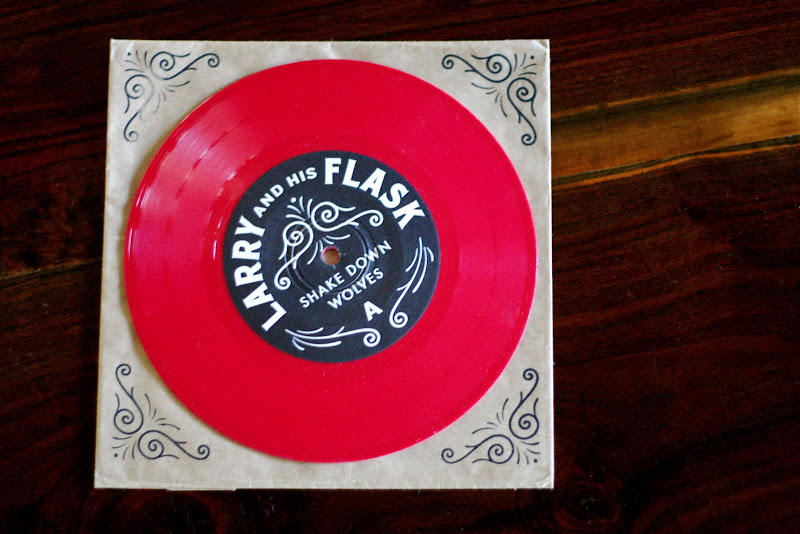 LARRY AND HIS FLASK
SHAKE DOWN
WOLVES
A